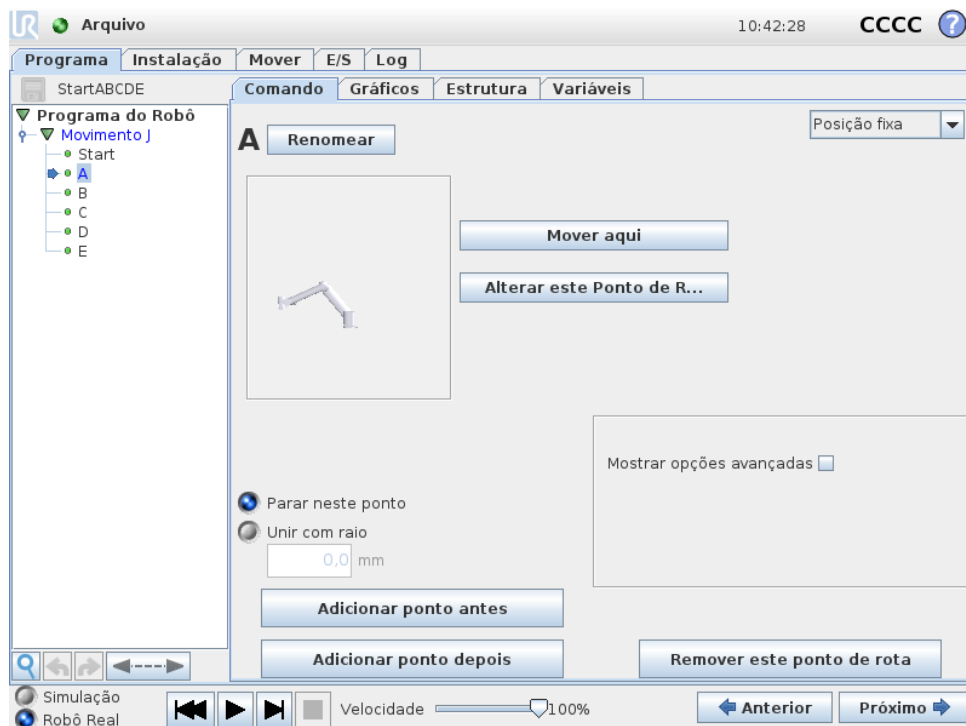 UR Arquivo 10:42:28 CCCC ?
Programa Instalação Mover E/S Log
StartABCDE Comando Gráficos Estrutura Variáveis
Programa do Robô
Movimento J
Start
A
B
C
D
E
A Renomear Posição fixa
Mover aqui
Alterar este Ponto de R...
Mostrar opções avançadas
Parar neste ponto
Unir com raio
0,0 mm
Adicionar ponto antes
Adicionar ponto depois Remover este ponto de rota
Simulação
Robô Real
Velocidade 100% Anterior Próximo